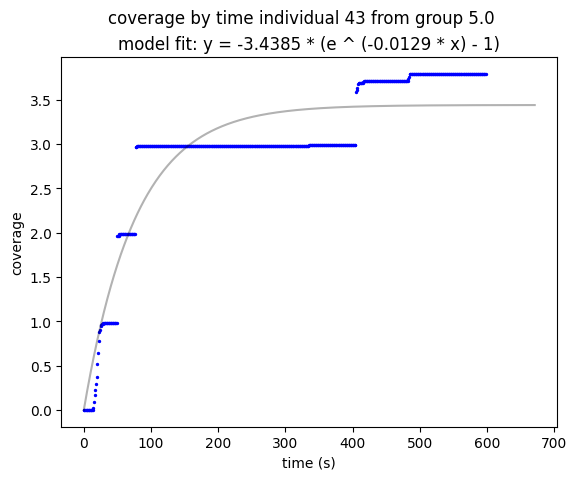 coverage by time individual 43 from group 5.0
model fit: y = -3.4385 * (e ^ (-0.0129 * x) - 1)
coverage
3.5
3.0
2.5
2.0
1.5
1.0
0.5
0.0
0 100 200 300 400 500 600 700
time (s)